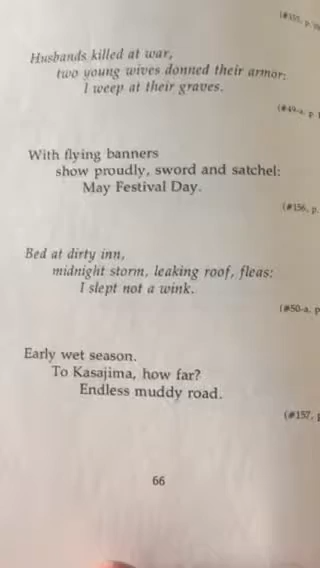 (#155, p.
Husbands killed at war,
two young wives donned their armor:
I weep at their graves.
(#49-a, p.
With flying banners
show proudly, sword and satchel:
May Festival Day.
(#156, p.
Bed at dirty inn,
midnight storm, leaking roof, fleas:
I slept not a wink.
(#50-a, p
Early wet season.
To Kasajima, how far?
Endless muddy road.
(#157,
66